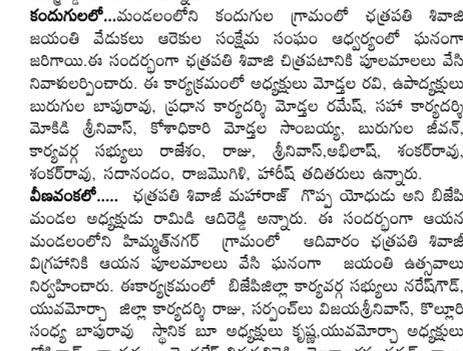 కందుగులలో...మండలంలోని కందుగుల గ్రామంలో ఛత్రపతి శివాజి
జయంతి వేడుకలు ఆరెకుల సంక్షేమ సంఘం ఆధ్వర్యంలో ఘనంగా
జరిగాయి.ఈ సందర్భంగా ఛత్రపతి శివాజి చిత్రపటానికి పూలమాలలు వేసి
నివాళులర్పించారు. ఈ కార్యక్రమంలో అధ్యక్షులు మోడ్తల రవి, ఉపాద్యక్షులు
బురుగుల బాపురావు, ప్రధాన కార్యదర్శి మోడ్తల రమేష్, సహా కార్యదర్శి
మోకిడి శ్రీనివాస్, కోశాధికారి మోడ్తల సాంబయ్య, బురుగుల జీవన్,
కార్యవర్గ సభ్యులు రాజేశం, రాజు, శ్రీనివాస్,అభిలాష్, శంకర్‌రావు,
శంకర్‌రావు, సదానందం, రాజమొగిళి, హరీష్ తదితరులు ఉన్నారు.
వీణవంకలో..... ఛత్రపతి శివాజీ మహారాజ్ గొప్ప యోధుడు అని బిజెపి
మండల అధ్యక్షుడు రామిడి ఆదిరెడ్డి అన్నారు. ఈ సందర్భంగా ఆయన
మండలంలోని హిమ్మత్‌నగర్ గ్రామంలో ఆదివారం ఛత్రపతి శివాజీ
విగ్రహానికి ఆయన పూలమాలలు వేసి ఘనంగా జయంతి ఉత్సవాలు
నిర్వహించారు. ఈకార్యక్రమంలో బిజేపిజిల్లా కార్యవర్గ సభ్యులు నరేష్‌గౌడ్,
యువమోర్చా జిల్లా కార్యదర్శి రాజు, సర్పంచ్‌లు విజయశ్రీనివాస్, కొల్లూరి
సంధ్య బాపురావు స్థానిక బూ అధ్యక్షులు కృష్ణ,యువమోర్చా అధ్యక్షులు